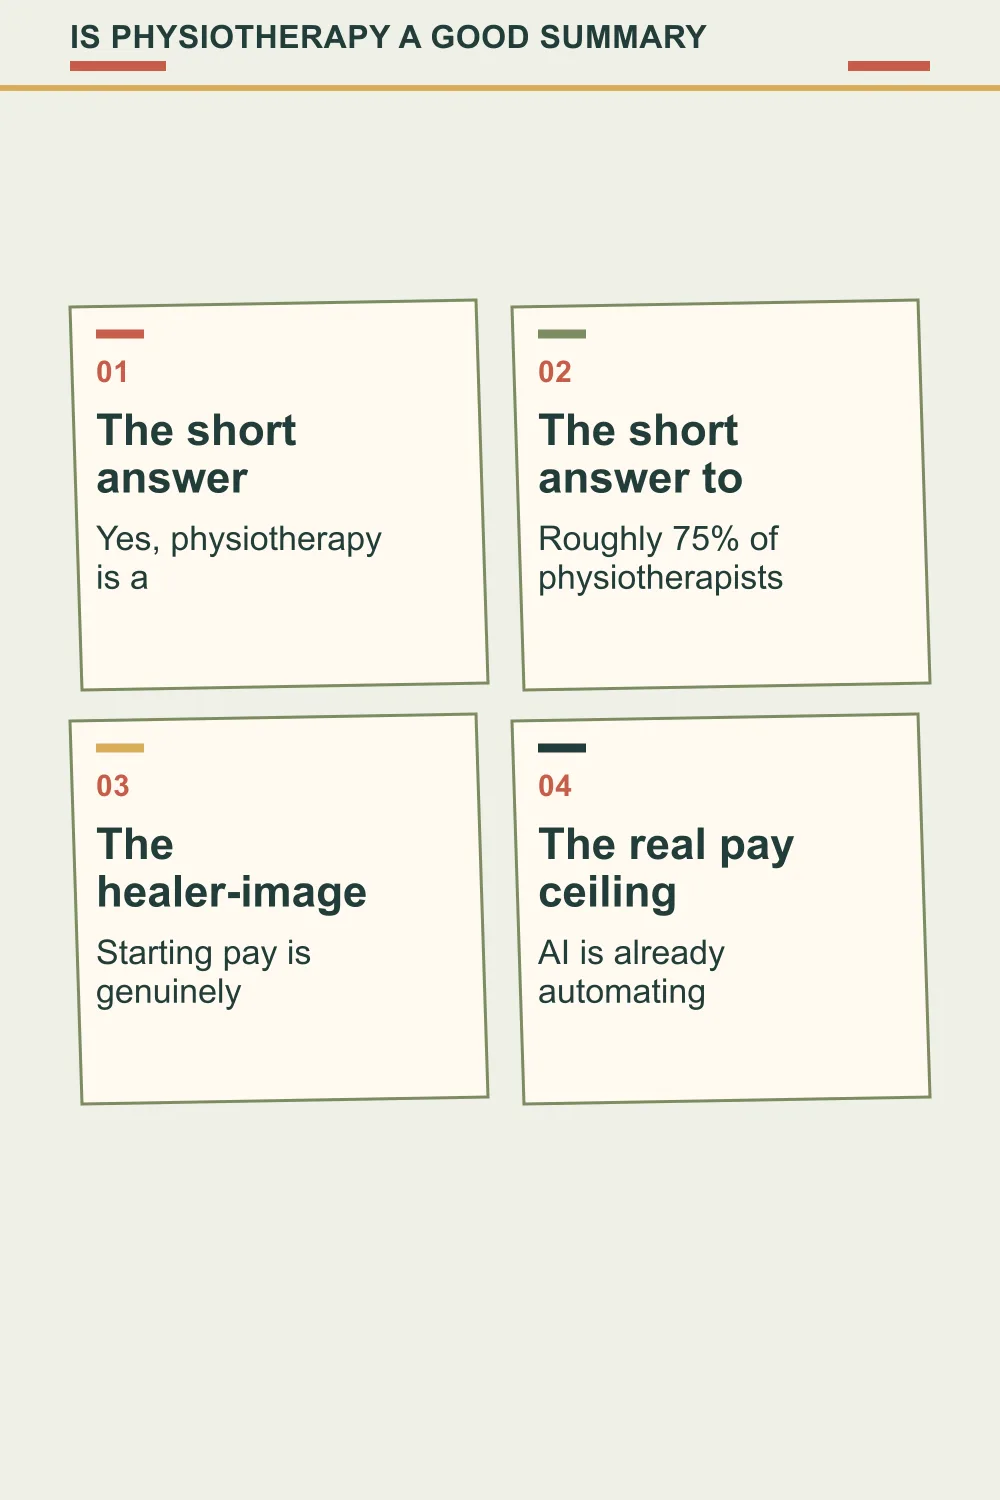 IS PHYSIOTHERAPY A GOOD SUMMARY
01
The short
answer
Yes, physiotherapy
is a
02
The short
answer to
Roughly 75% of
physiotherapists
03
The
healer-image
Starting pay is
genuinely
04
The real pay
ceiling
AI is already
automating